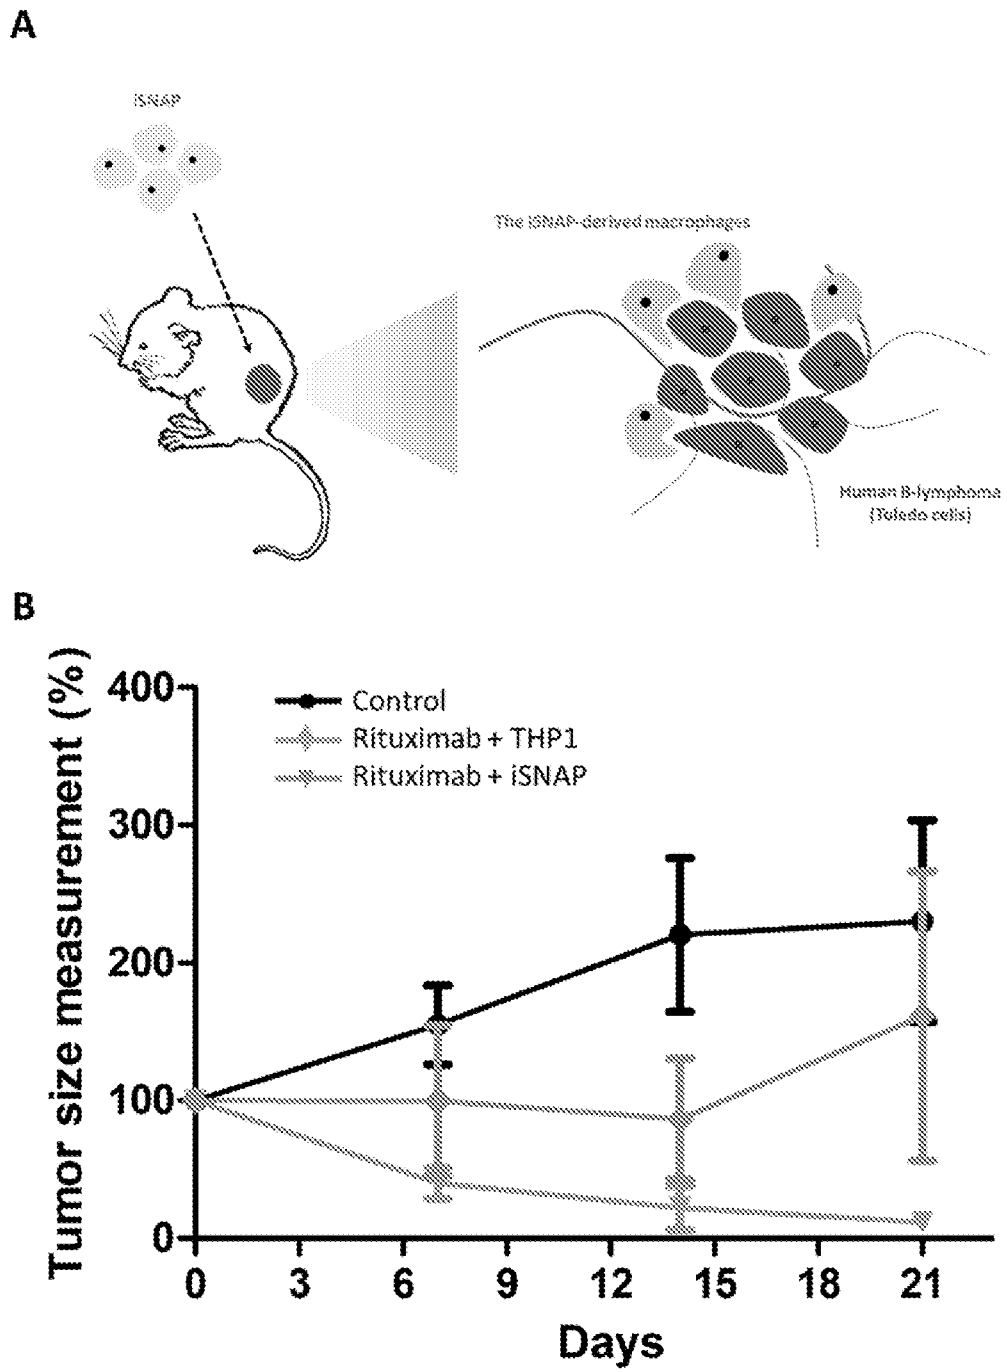 A
iSNAP
The iSNAP-derived macrophages
Human B-lymphoma
(Toledo cells)
B
Tumor size measurement (%)
400
300
200
100
0
Control
Rituximab + THP1
Rituximab + iSNAP
0 3 6 9 12 15 18 21
Days